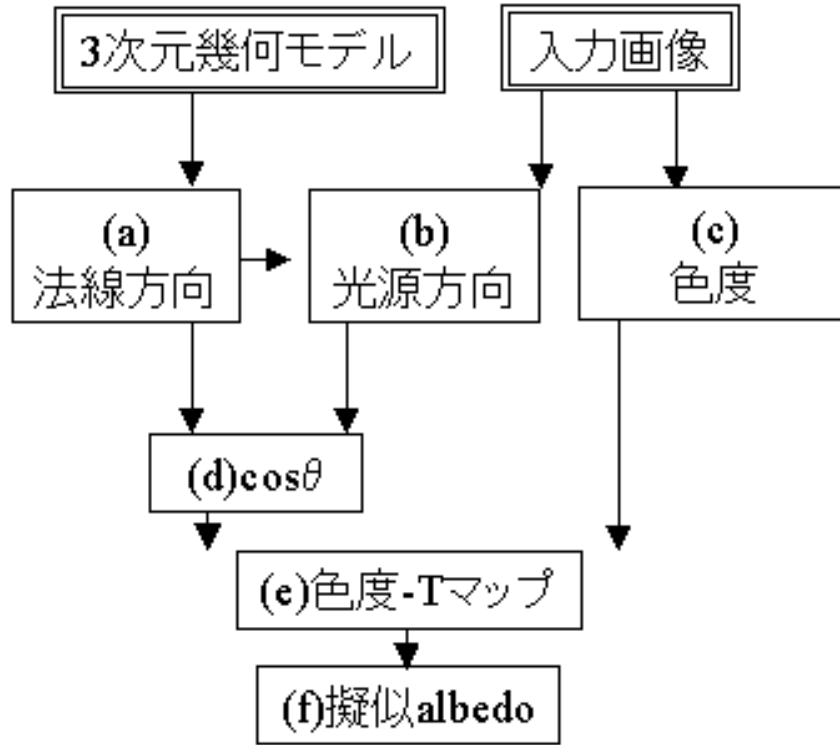 3次元幾何モデル
入力画像
(a)
法線方向
(b)
光源方向
(c)
色度
(d)cosθ
(e)色度-Tマップ
(f)擬似albedo